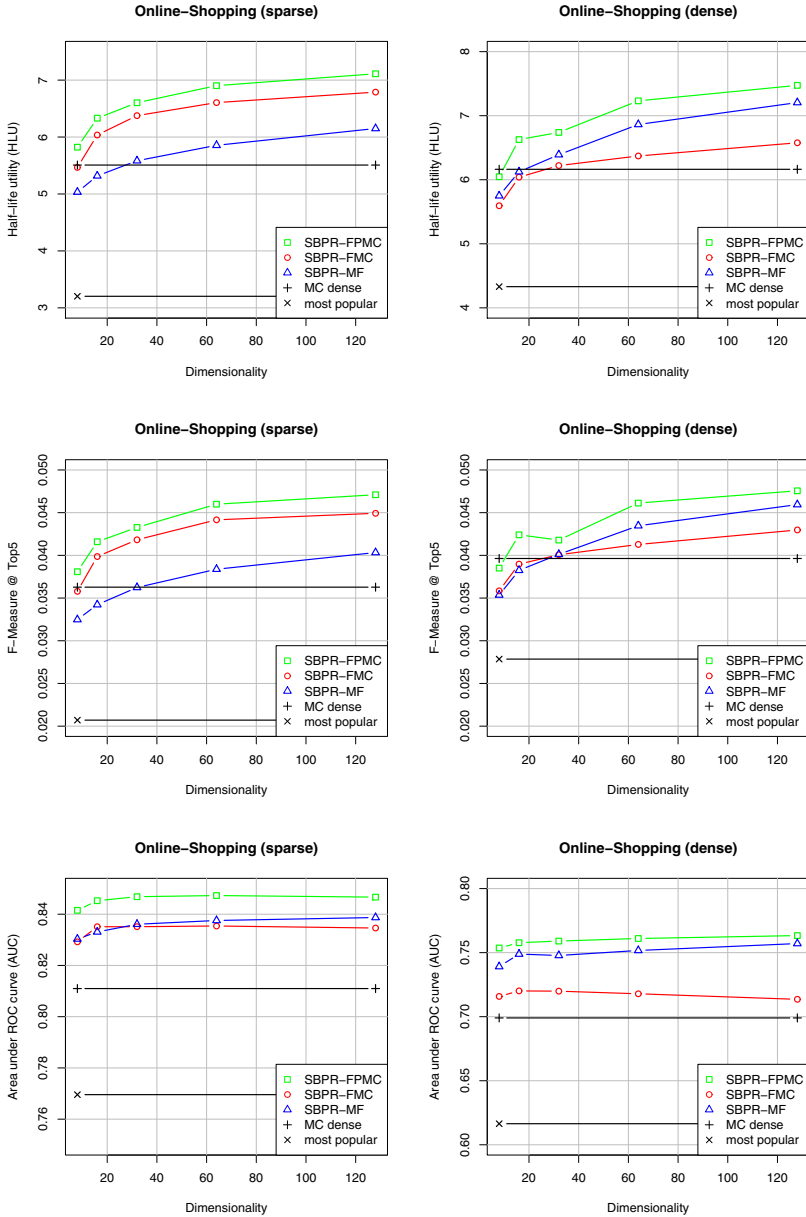 Online−Shopping (sparse)
Half−life utility (HLU)
7
6
5
4
3
SBPR−FPMC
SBPR−FMC
SBPR−MF
MC dense
most popular
20 40 60 80 100 120
Dimensionality
Online−Shopping (dense)
Half−life utility (HLU)
8
7
6
5
4
SBPR−FPMC
SBPR−FMC
SBPR−MF
MC dense
most popular
20 40 60 80 100 120
Dimensionality
Online−Shopping (sparse)
F−Measure @ Top5
0.050
0.045
0.040
0.035
0.030
0.025
0.020
SBPR−FPMC
SBPR−FMC
SBPR−MF
MC dense
most popular
20 40 60 80 100 120
Dimensionality
Online−Shopping (dense)
F−Measure @ Top5
0.050
0.045
0.040
0.035
0.030
0.025
0.020
SBPR−FPMC
SBPR−FMC
SBPR−MF
MC dense
most popular
20 40 60 80 100 120
Dimensionality
Online−Shopping (sparse)
Area under ROC curve (AUC)
0.84
0.82
0.80
0.78
0.76
SBPR−FPMC
SBPR−FMC
SBPR−MF
MC dense
most popular
20 40 60 80 100 120
Dimensionality
Online−Shopping (dense)
Area under ROC curve (AUC)
0.80
0.75
0.70
0.65
0.60
SBPR−FPMC
SBPR−FMC
SBPR−MF
MC dense
most popular
20 40 60 80 100 120
Dimensionality